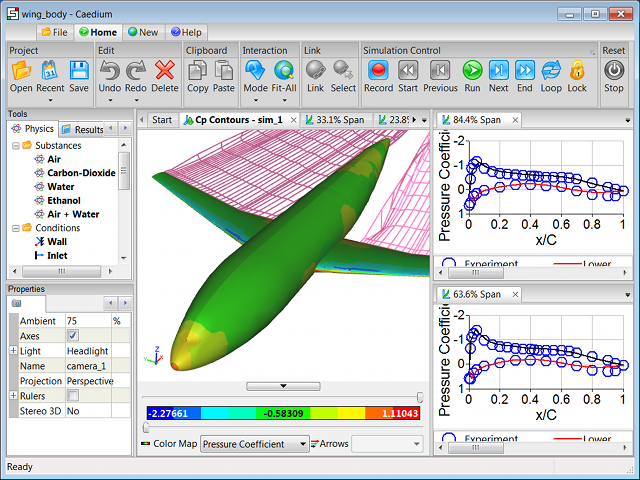 wing_body - Caedium
File Home New Help
Project Edit Clipboard Interaction Link Simulation Control Reset
Open Recent Save Undo Redo Delete Copy Paste Mode Fit-All Link Select Record Start Previous Run Next End Loop Lock Stop
Tools
Physics Results
Substances
Air
Carbon-Dioxide
Water
Ethanol
Air + Water
Conditions
Wall
Inlet
Properties
Ambient 75 %
Axes
Light Headlight
Name camera_1
Projection Perspective
Rulers
Stereo 3D No
Start Cp Contours - sim_1 33.1% Span 23.8%
Z
Y X
-2.27661 -0.58309 1.11043
Color Map Pressure Coefficient Arrows
84.4% Span
Pressure Coefficient
-2
-1
0
1
0 0.2 0.4 0.6 0.8 1
x/C
Experiment Lower
63.6% Span
Pressure Coefficient
-2
-1
0
1
0 0.2 0.4 0.6 0.8 1
x/C
Experiment Lower
Ready